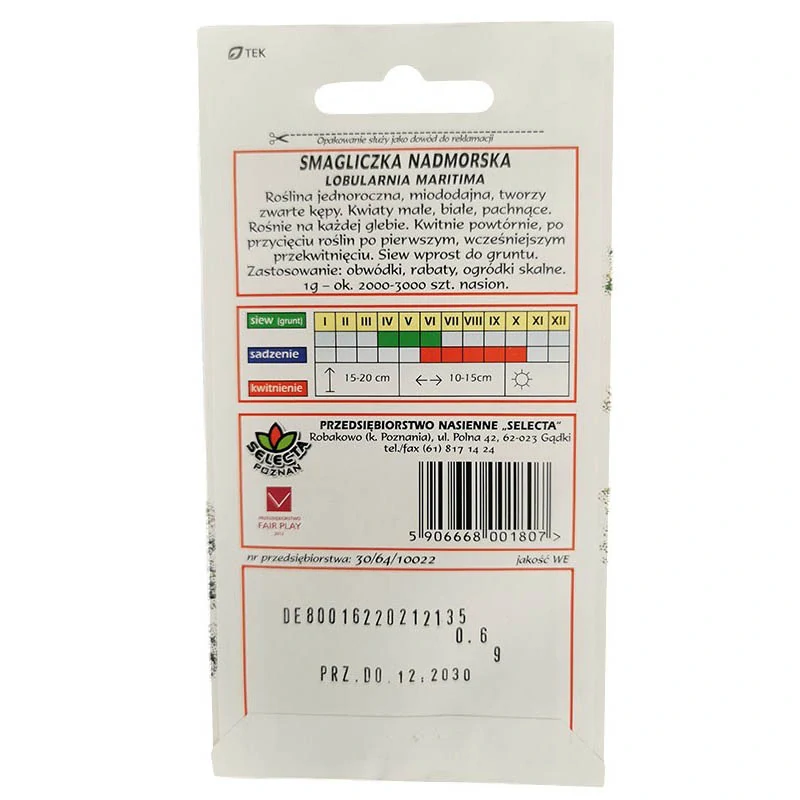 TEK
Opakowanie służy jako dowód do reklamacji
SMAGLICZKA NADMORSKA
LOBULARNIA MARITIMA
Roślina jednoroczna, miododajna, tworzy
zwarte kępy. Kwiaty małe, białe, pachnące.
Rośnie na każdej glebie. Kwitnie powtórnie, po
przycięciu roślin po pierwszym, wcześniejszym
przekwitnięciu. Siew wprost do gruntu.
Zastosowanie: obwódki, rabaty, ogródki skalne.
1g – ok. 2000-3000 szt. nasion.
siew (grunt) I II III IV V VI VII VIII IX X XI XII
sadzenie
kwitnienie 15-20 cm 10-15cm
PRZEDSIĘBIORSTWO NASIENNE „SELECTA”
Robakowo (k. Poznania), ul. Polna 42, 62-023 Gądki
tel./fax (61) 817 14 24
SELECTA
POZNAŃ
PRZEDSIĘBIORSTWO
FAIR PLAY
2012
5 906668 001807 >
nr przedsiębiorstwa: 30/64/10022 jakość WE
DE80016220212135
0.6
g
PRZ.DO.12.2030